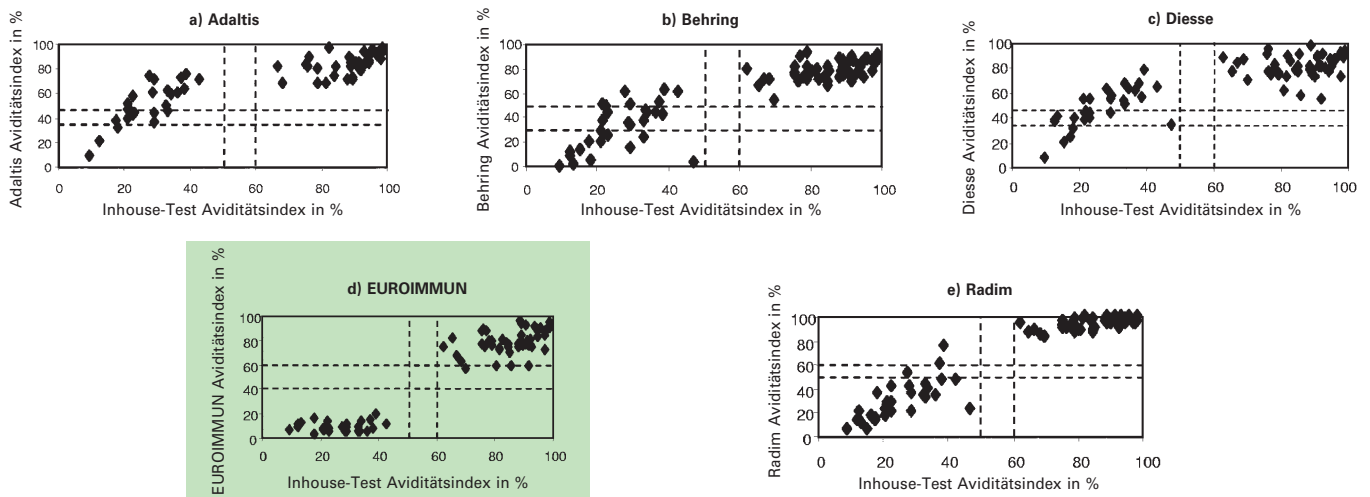 a) Adaltis
Adaltis Aviditätsindex in %
100
80
60
40
20
0
0 20 40 60 80 100
Inhouse-Test Aviditätsindex in %
b) Behring
Behring Aviditätsindex in %
100
80
60
40
20
0
0 20 40 60 80 100
Inhouse-Test Aviditätsindex in %
c) Diesse
Diesse Aviditätsindex in %
100
80
60
40
20
0
0 20 40 60 80 100
Inhouse-Test Aviditätsindex in %
d) EUROIMMUN
EUROIMMUN Aviditätsindex in %
100
80
60
40
20
0
0 20 40 60 80 100
Inhouse-Test Aviditätsindex in %
e) Radim
Radim Aviditätsindex in %
100
80
60
40
20
0
0 20 40 60 80 100
Inhouse-Test Aviditätsindex in %